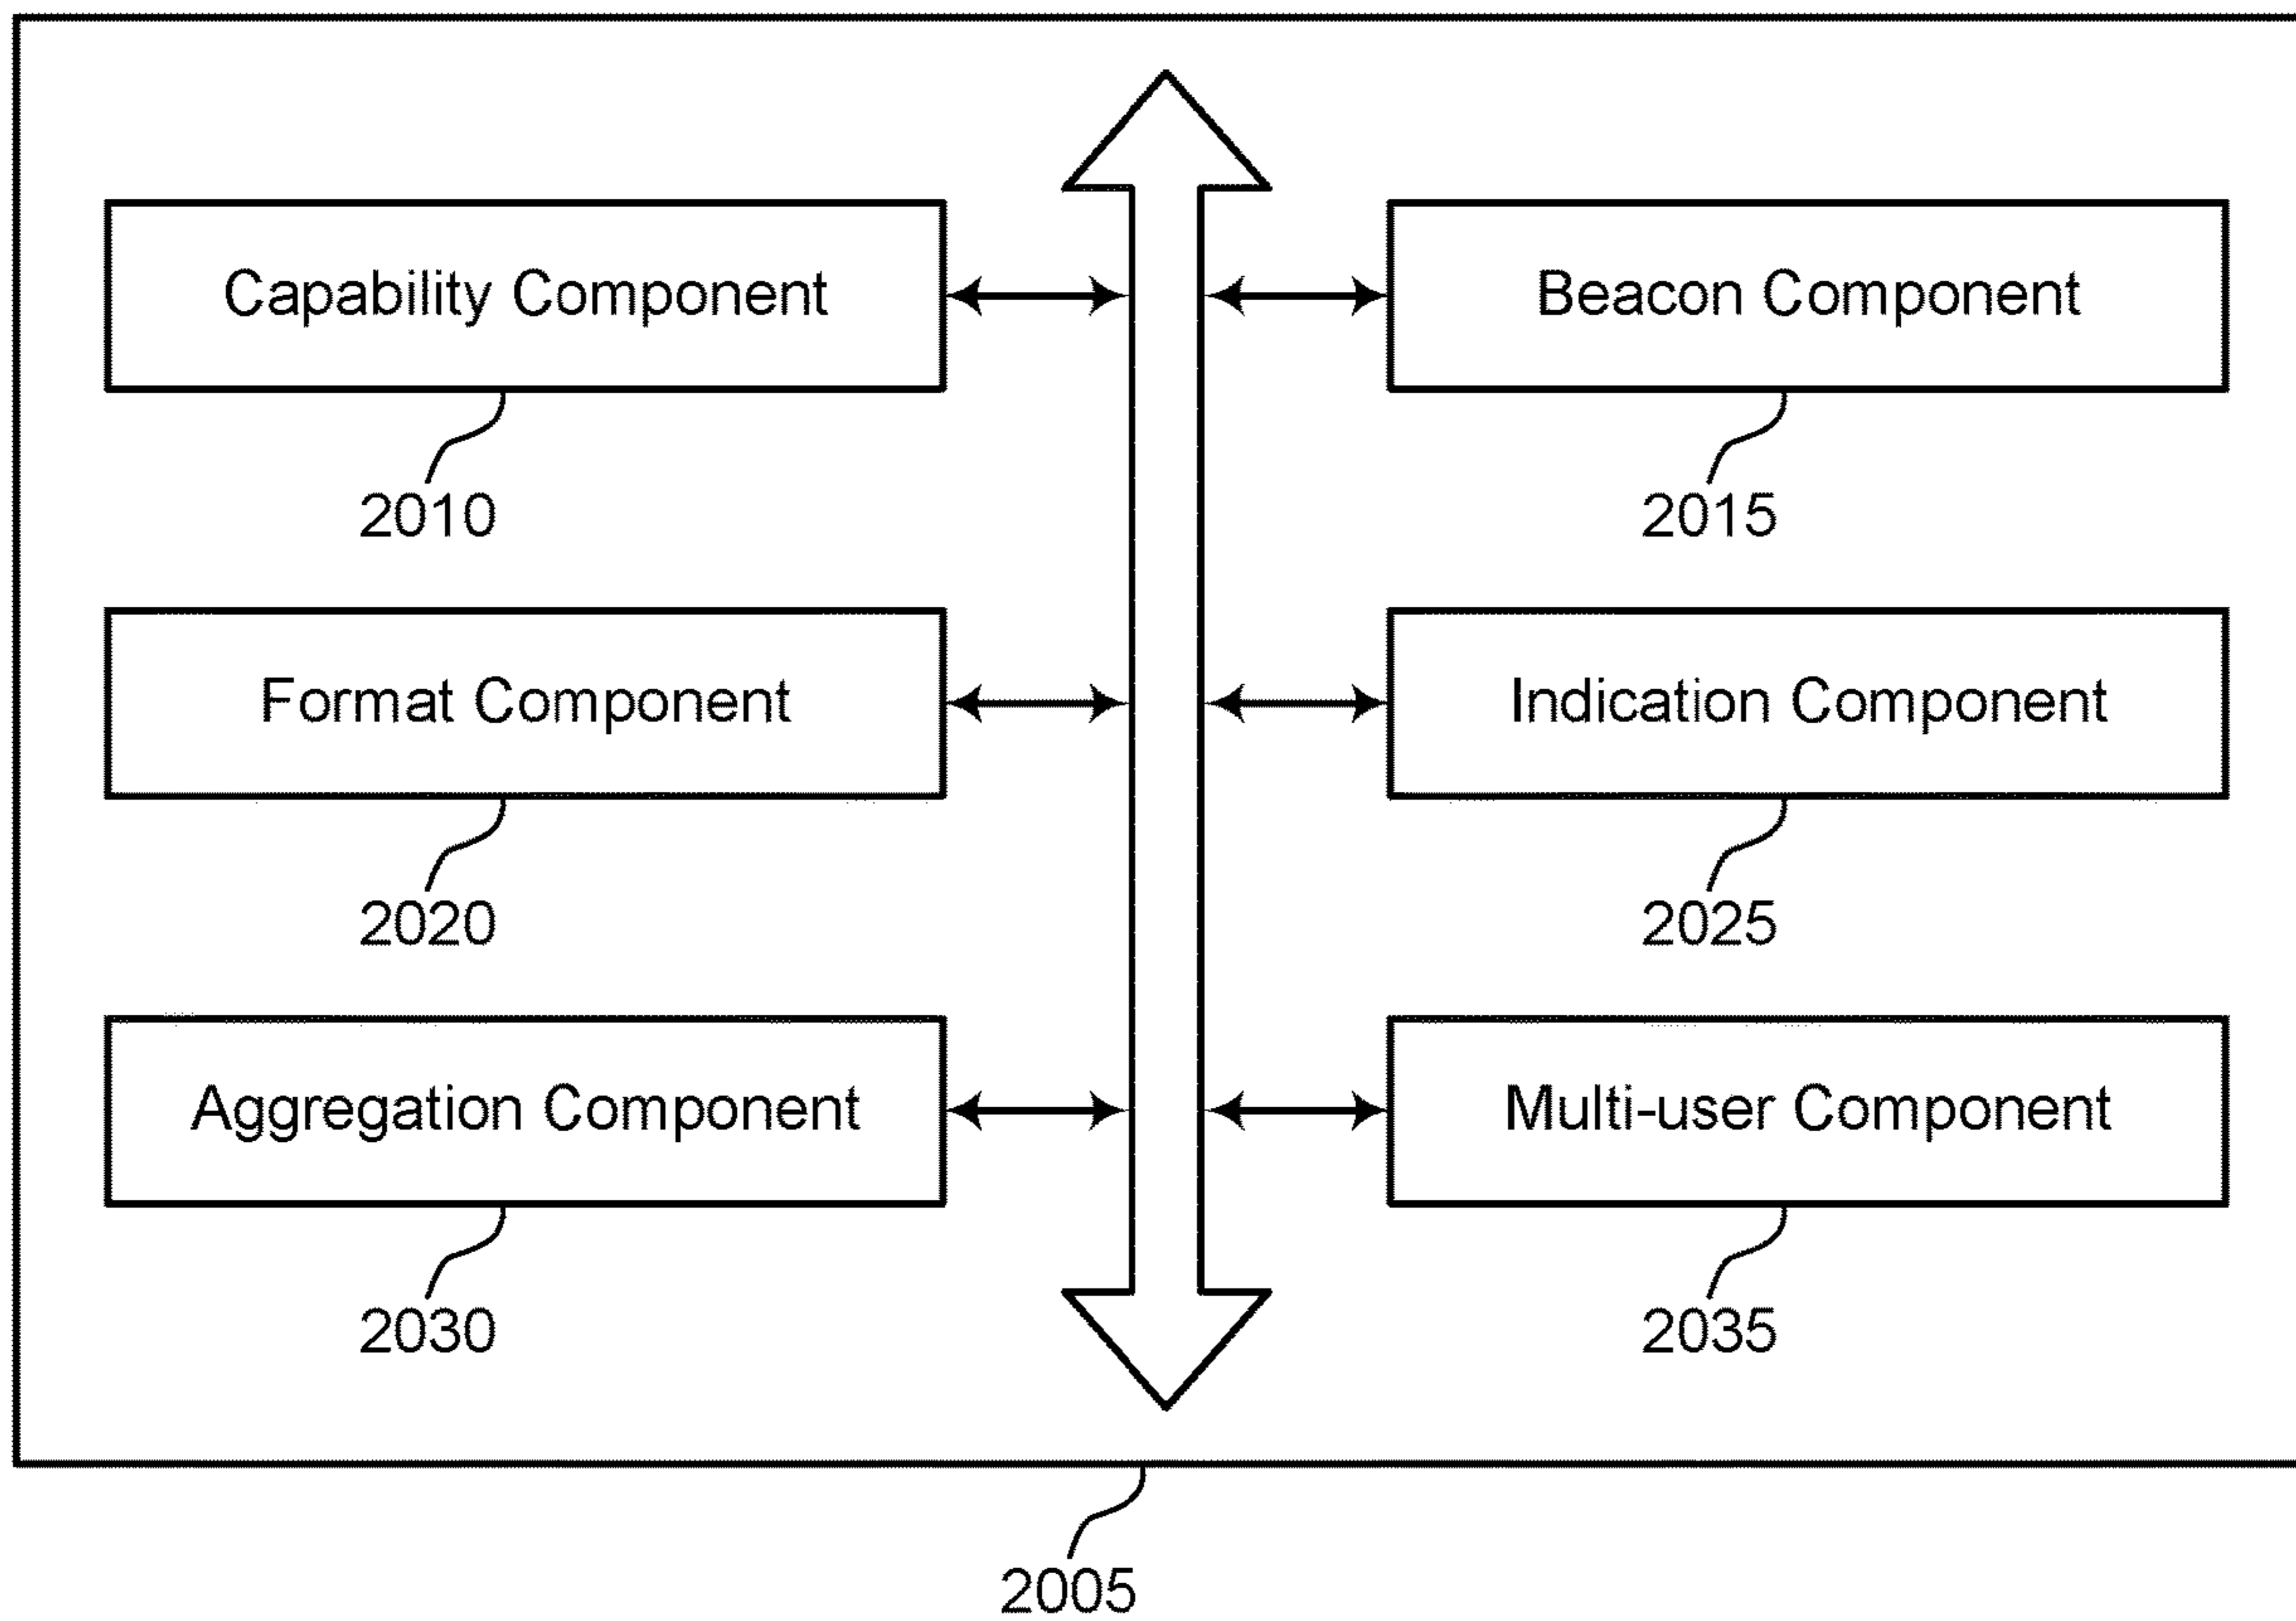 Capability Component
Beacon Component
2010
2015
Format Component
Indication Component
2020
2025
Aggregation Component
Multi-user Component
2030
2035
2005